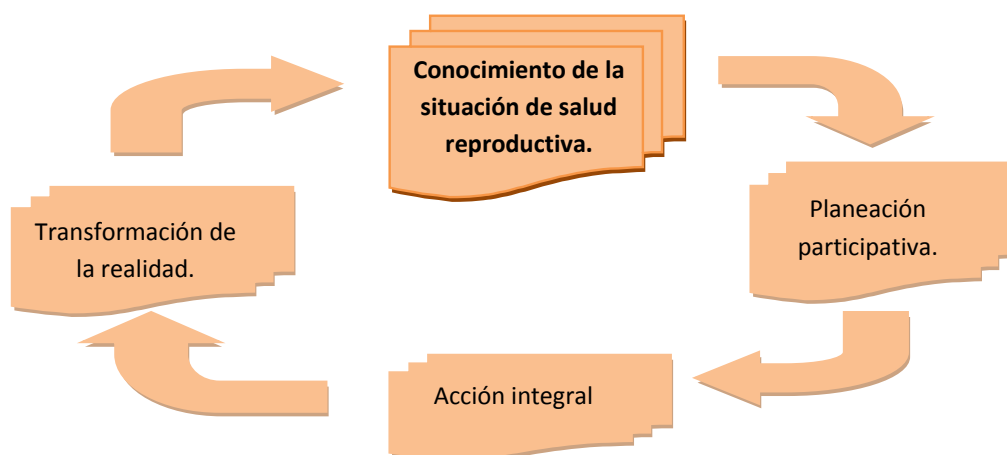 Conocimiento de la
situación de salud
reproductiva.
Planeación
participativa.
Acción integral
Transformación de
la realidad.